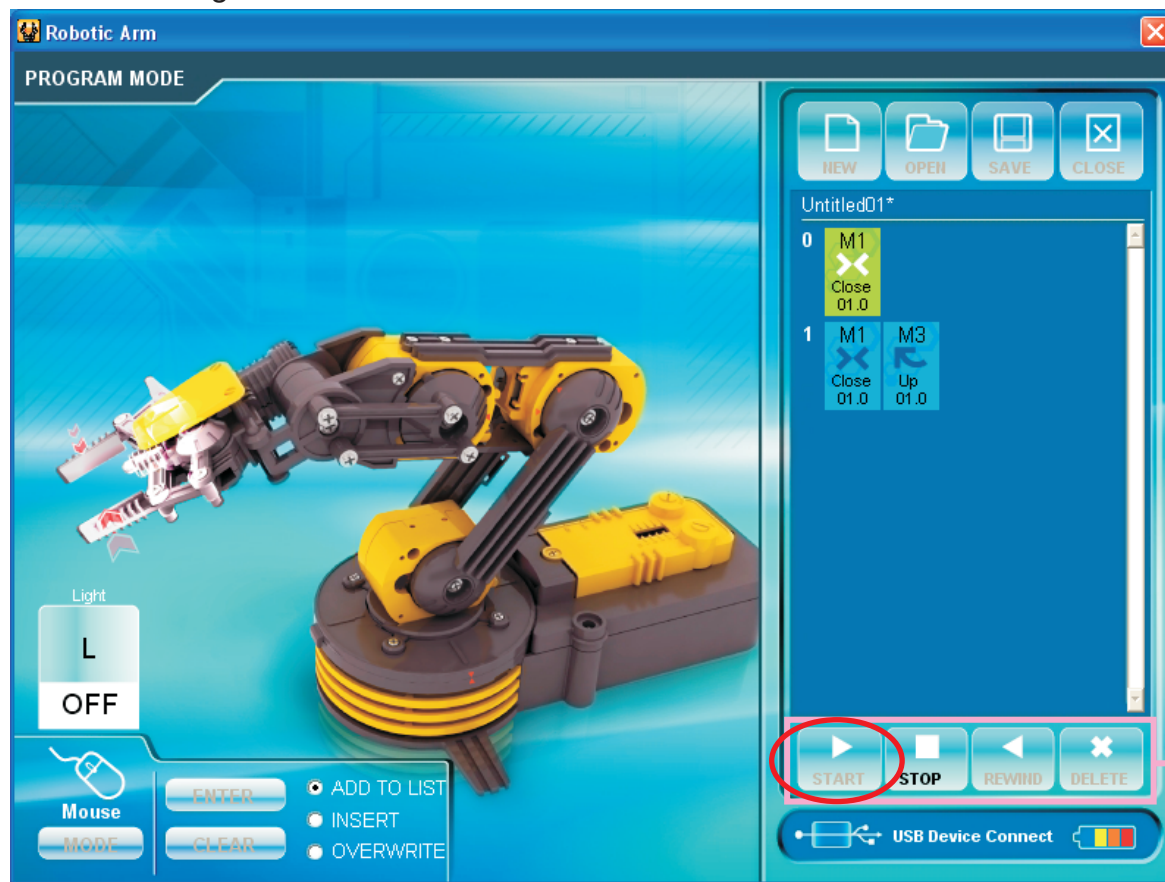 Robotic Arm
PROGRAM MODE
NEW OPEN SAVE CLOSE
Untitled01*
0 M1
Close
01.0
1 M1 M3
Close Up
01.0 01.0
Light
L
OFF
START STOP REWIND DELETE
Mouse
MODE
ENTER
CLEAR
ADD TO LIST
INSERT
OVERWRITE
USB Device Connect